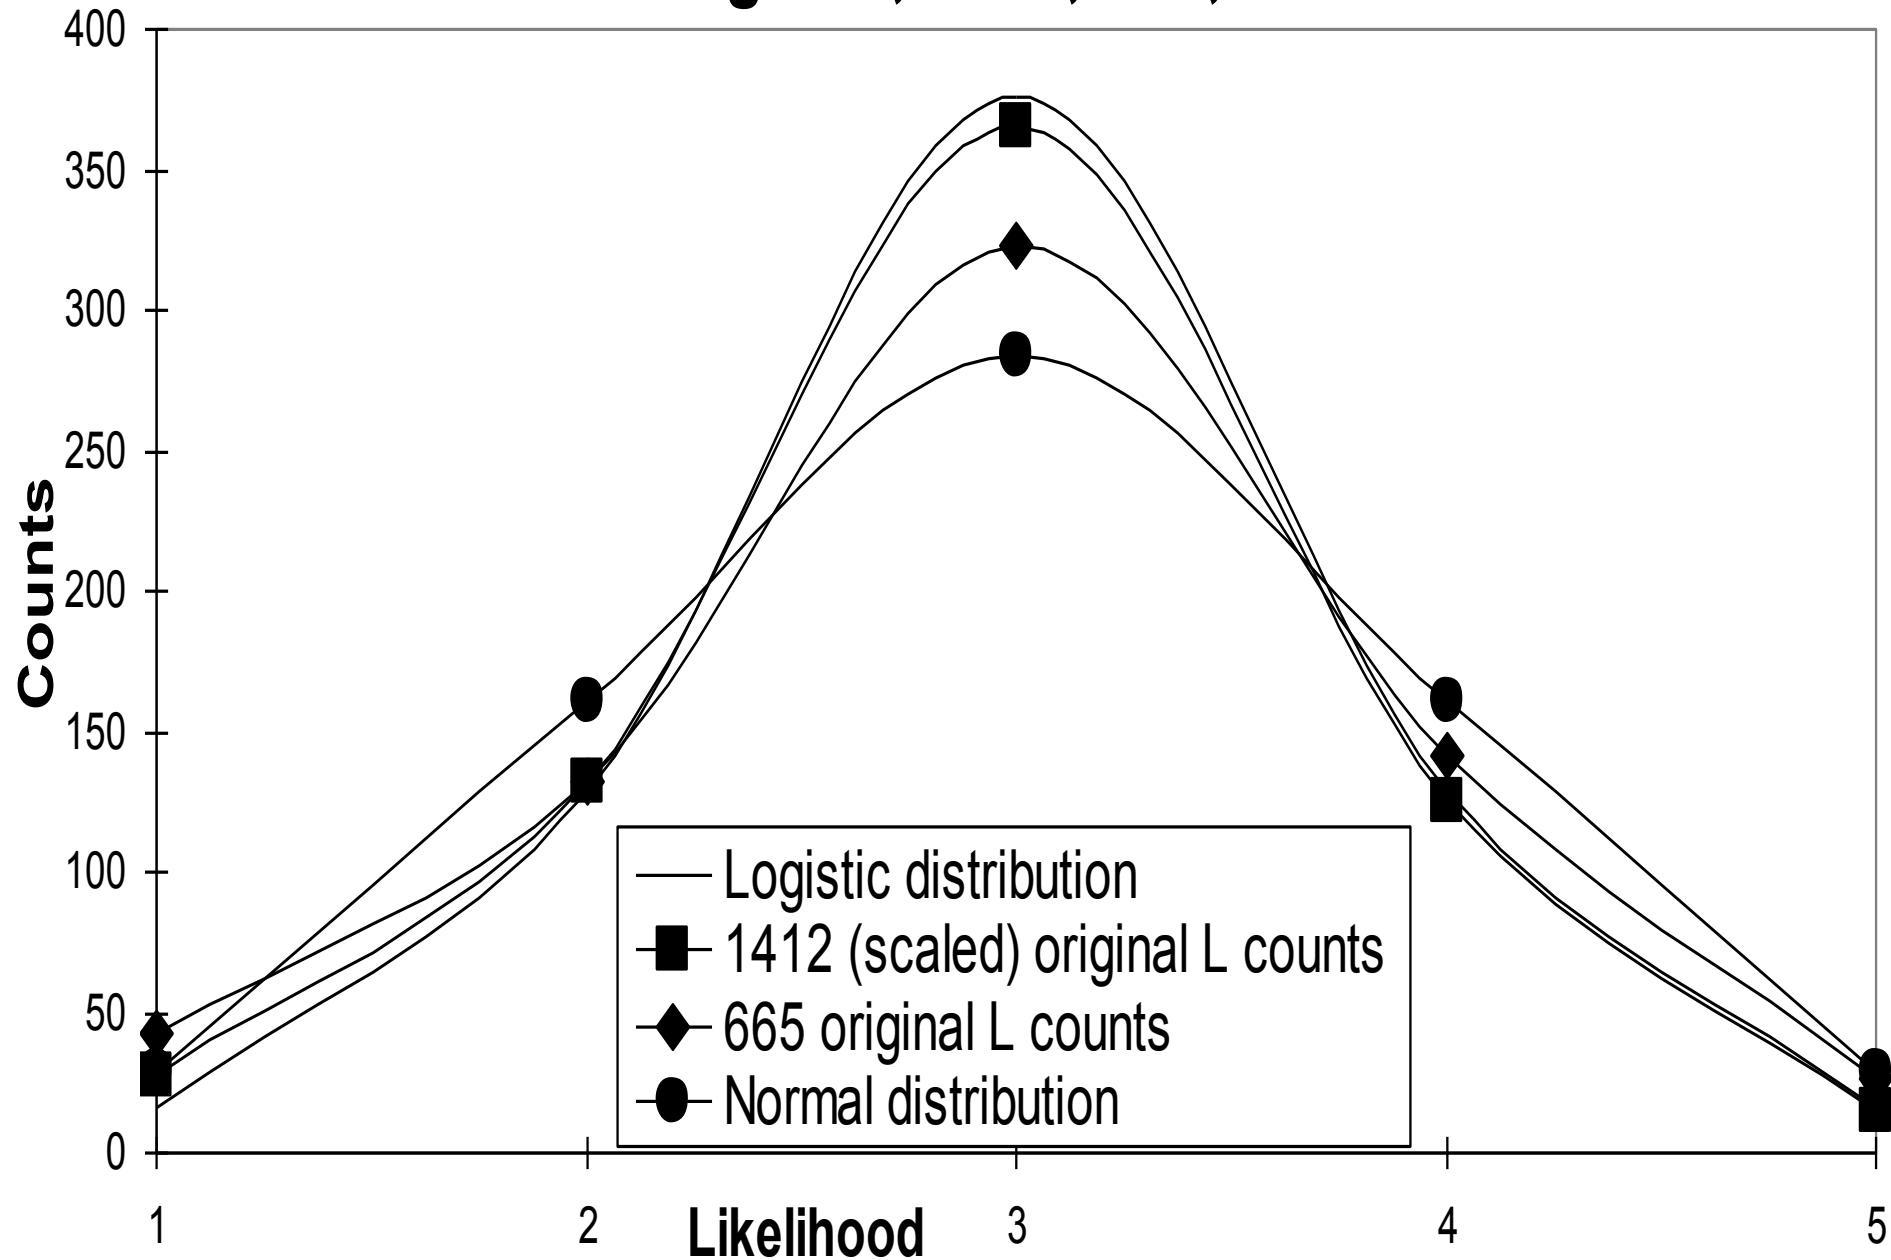 400
350
300
250
200
150
100
50
0
Counts
Logistic distribution
1412 (scaled) original L counts
665 original L counts
Normal distribution
1 2 3 4 5
Likelihood